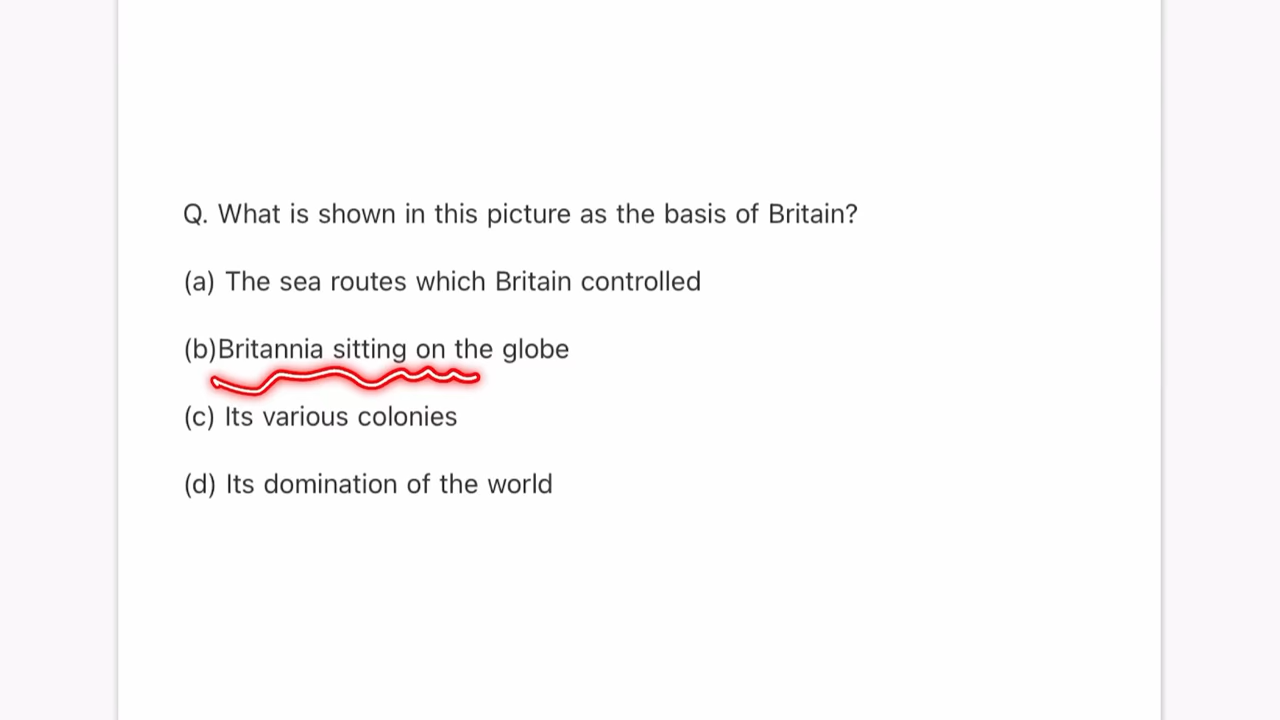 Q. What is shown in this picture as the basis of Britain?
(a) The sea routes which Britain controlled
(b)Britannia sitting on the globe
(c) Its various colonies
(d) Its domination of the world